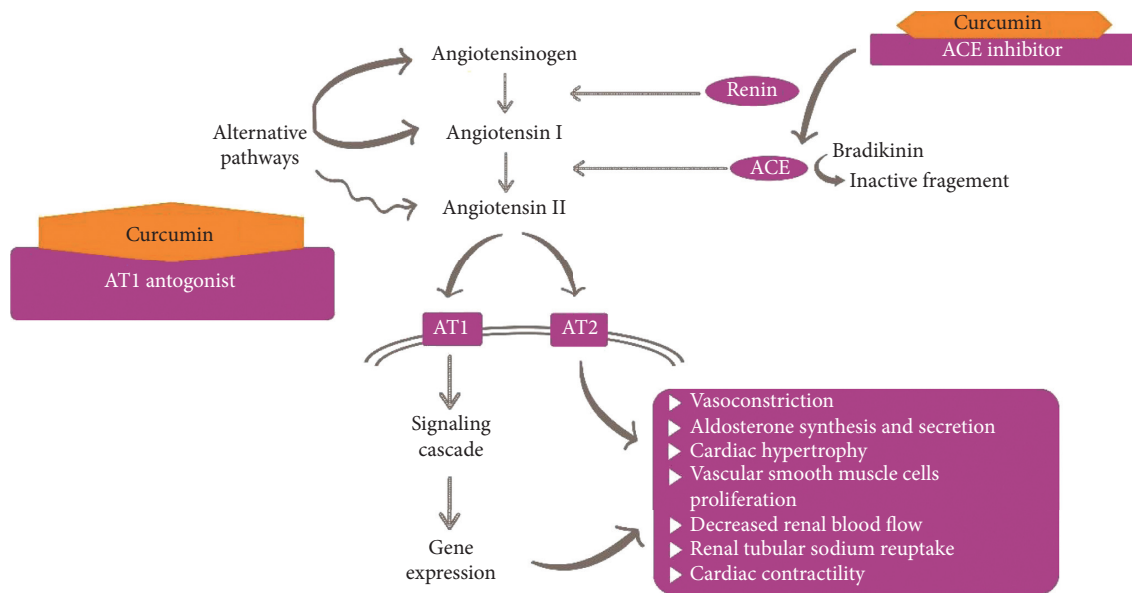 Curcumin
ACE inhibitor
Angiotensinogen
Renin
Alternative
pathways
Angiotensin I
Bradikinin
ACE
Inactive fragement
Angiotensin II
Curcumin
AT1 antogonist
AT1
AT2
Signaling
cascade
Gene
expression
Vasoconstriction
Aldosterone synthesis and secretion
Cardiac hypertrophy
Vascular smooth muscle cells
proliferation
Decreased renal blood flow
Renal tubular sodium reuptake
Cardiac contractility